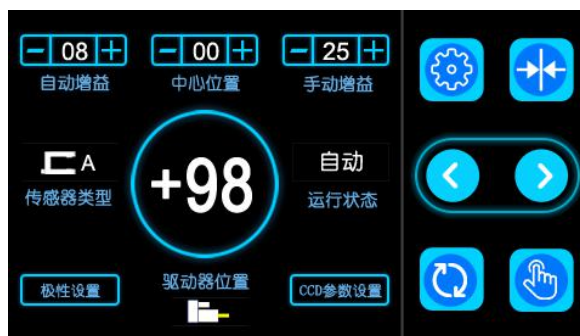 08 00 25
自动增益 中心位置 手动增益
A +98 自动
传感器类型 运行状态
极性设置 驱动器位置 CCD参数设置